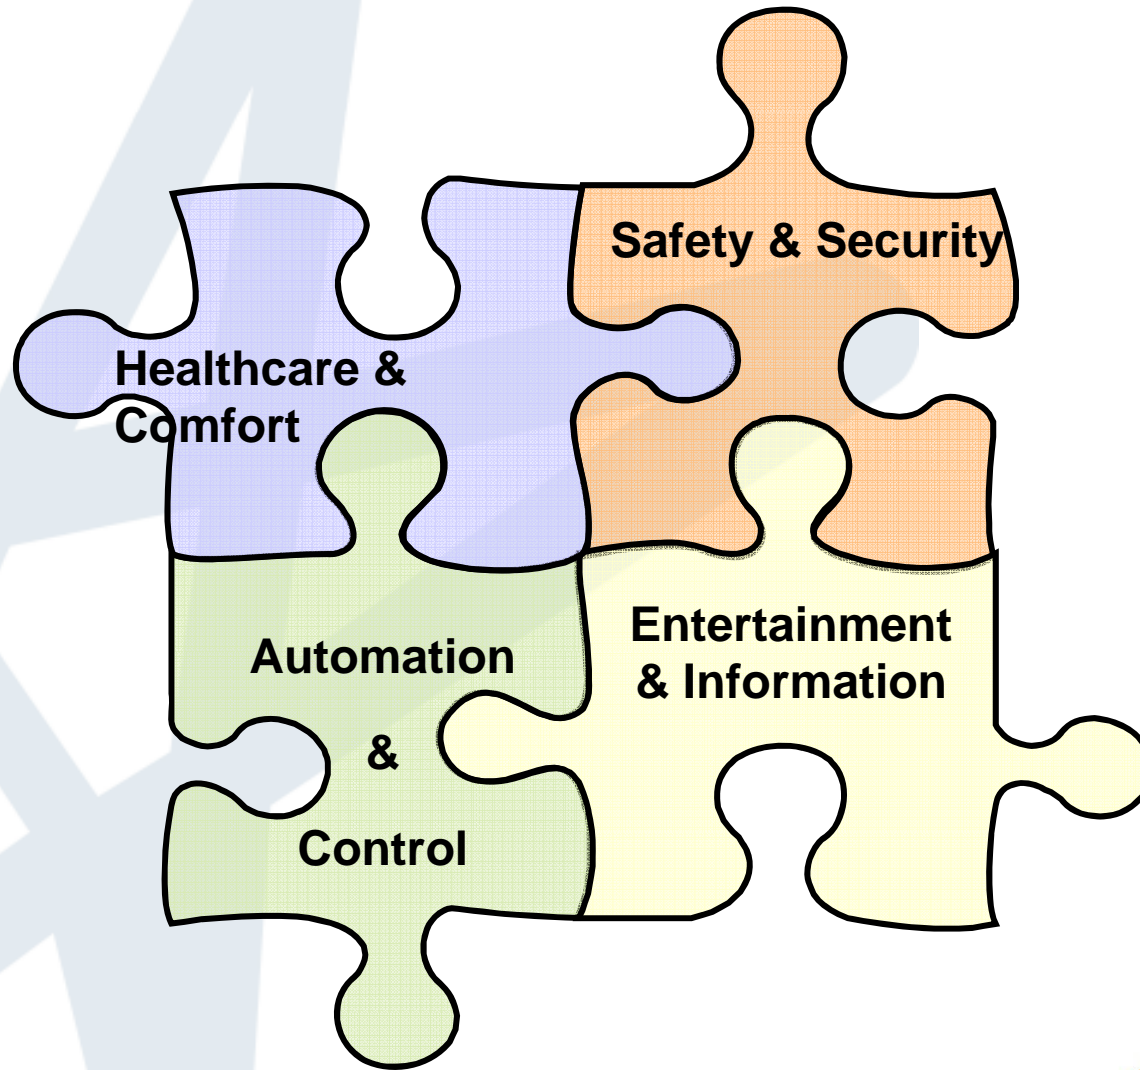 Safety & Security
Healthcare &
Comfort
Entertainment
& Information
Automation
&
Control